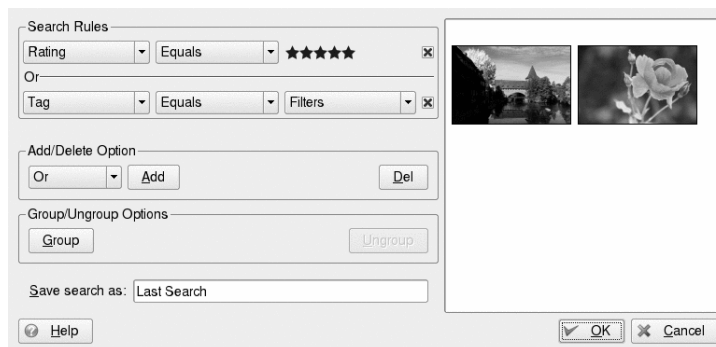 Search Rules
Rating Equals ★★★★★
Or
Tag Equals Filters
Add/Delete Option
Or Add Del
Group/Ungroup Options
Group Ungroup
Save search as: Last Search
Help OK Cancel